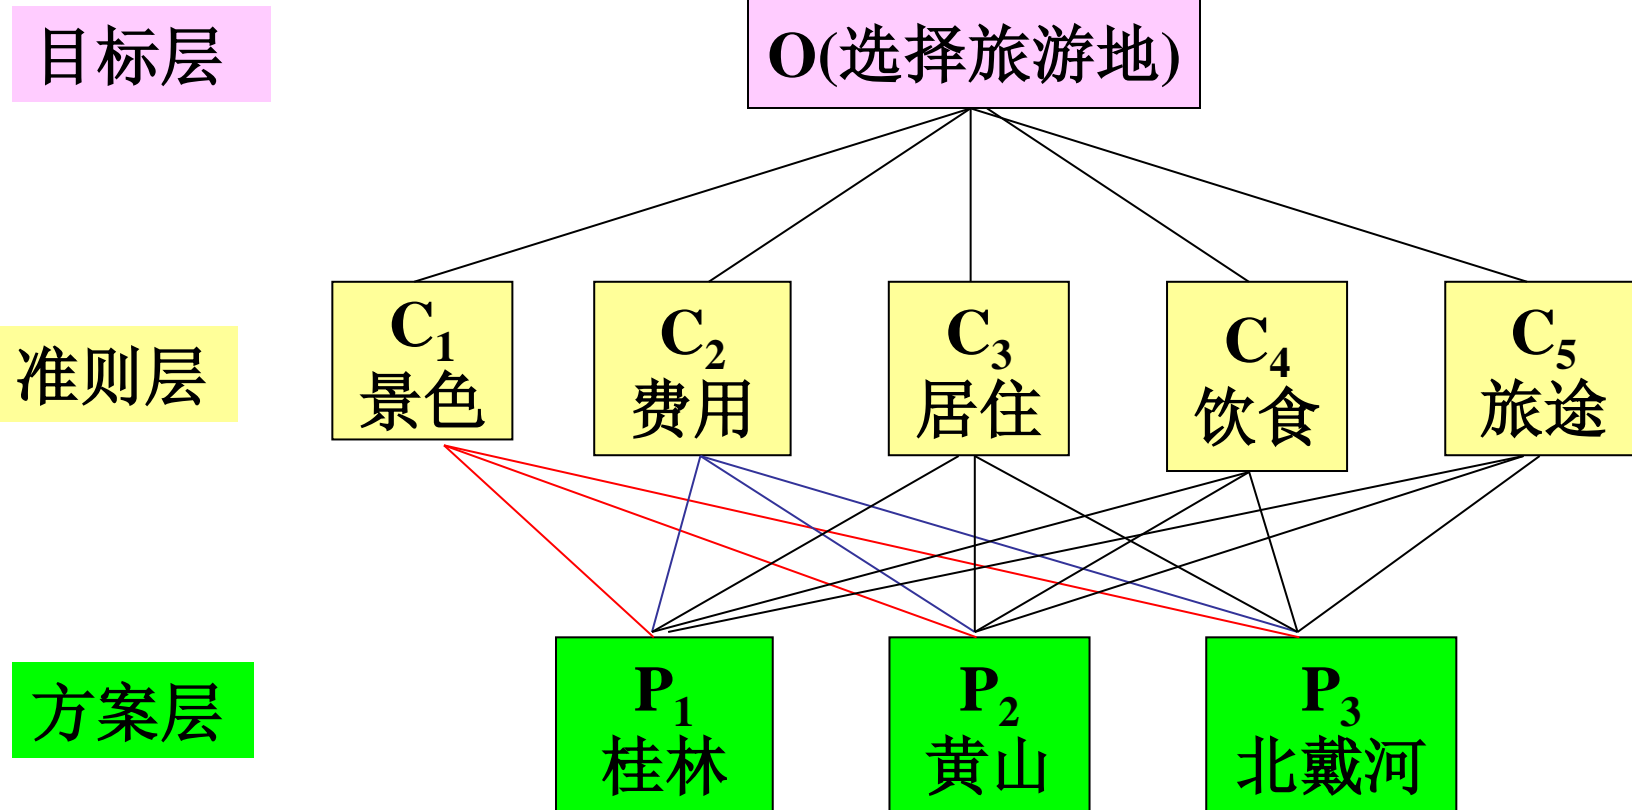 目标层
O(选择旅游地)
准则层
C₁
景色
C₂
费用
C₃
居住
C₄
饮食
C₅
旅途
方案层
P₁
桂林
P₂
黄山
P₃
北戴河